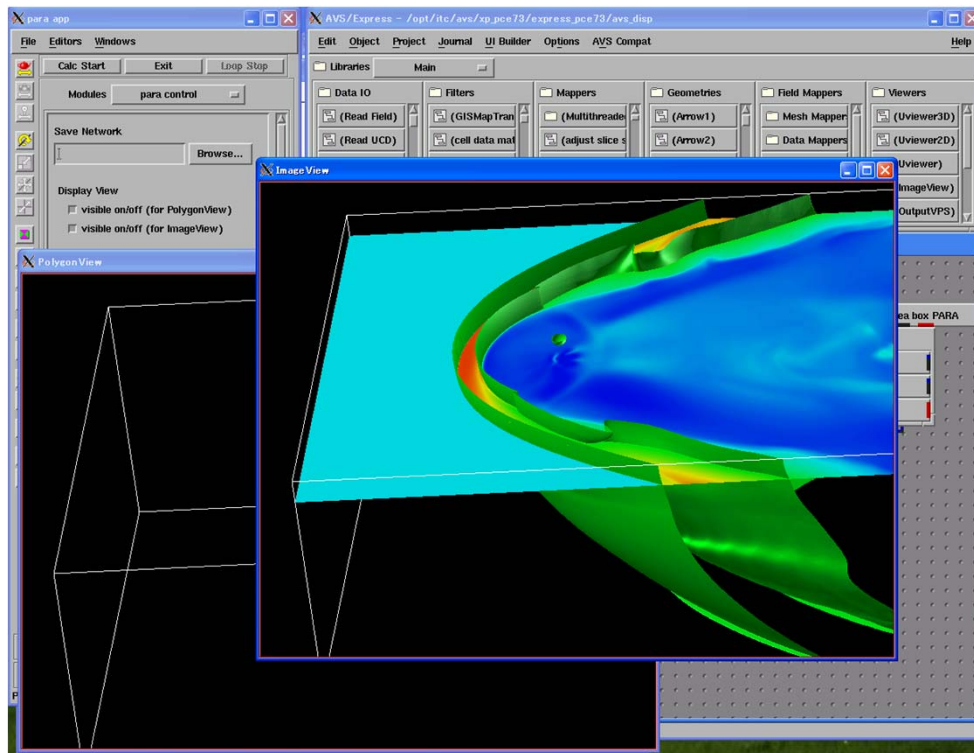 para app
File Editors Windows
Calc Start Exit Loop Stop
Modules para control
Save Network
Browse...
Display View
visible on/off (for PolygonView)
visible on/off (for ImageView)
AVS/Express - /opt/itc/avs/xp_pce73/express_pce73/avs_disp
Edit Object Project Journal UI Builder Options AVS Compat Help
Libraries Main
Data IO Filters Mappers Geometries Field Mappers Viewers
(Read Field) (GISMapTran (Multithreade (Arrow1) Mesh Mapper (Uviewer3D)
(Read UCD) (cell data mat (adjust slice s (Arrow2) Data Mappers (Uviewer2D)
Uviewer)
ImageView)
OutputVPS)
ImageView
PolygonView
ea box PARA
P